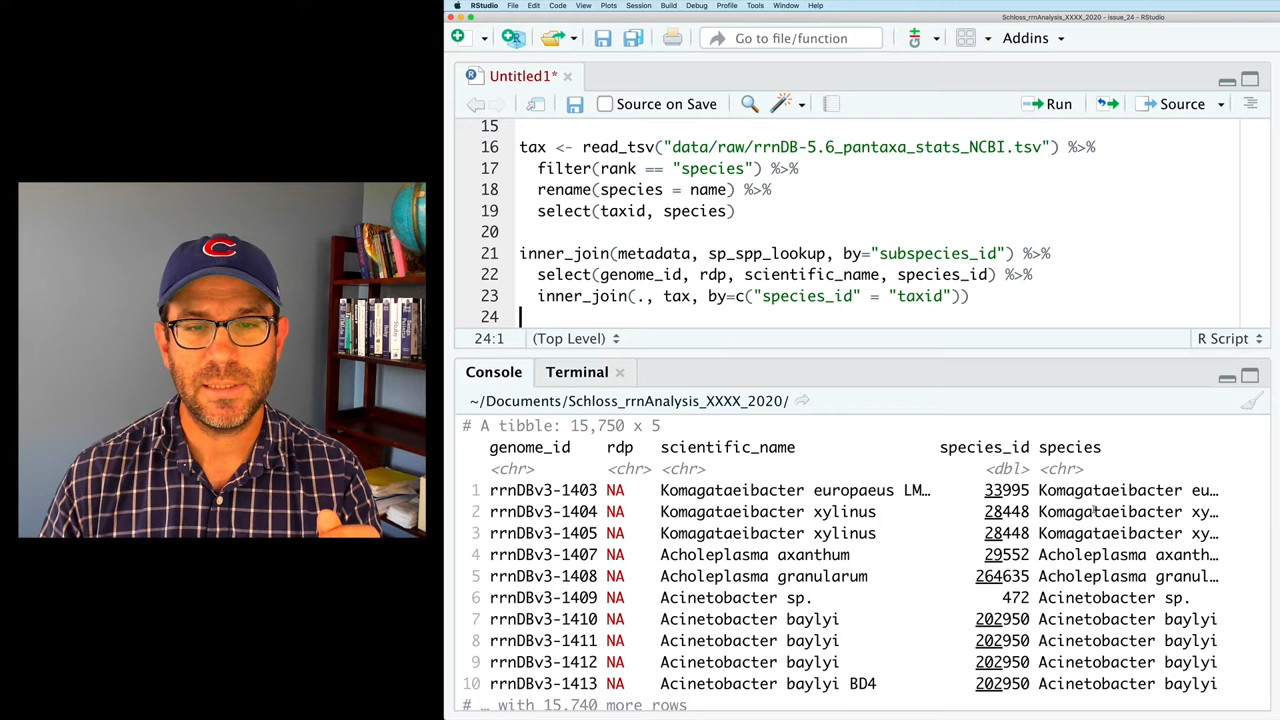 RStudio File Edit Code View Plots Session Build Debug Profile Tools Window Help
Schloss_rrnAnalysis_XXXX_2020 - issue_24 - RStudio
Go to file/function Addins
Untitled1*
Source on Save Run Source
15
16 tax <- read_tsv("data/raw/rrnDB-5.6_pantaxa_stats_NCBI.tsv") %>%
17 filter(rank == "species") %>%
18 rename(species = name) %>%
19 select(taxid, species)
20
21 inner_join(metadata, sp_spp_lookup, by="subspecies_id") %>%
22 select(genome_id, rdp, scientific_name, species_id) %>%
23 inner_join(., tax, by=c("species_id" = "taxid"))
24
24:1 (Top Level) R Script
Console Terminal
~/Documents/Schloss_rrnAnalysis_XXXX_2020/
# A tibble: 15,750 x 5
genome_id rdp scientific_name species_id species
<chr> <chr> <chr> <dbl> <chr>
1 rrnDBv3-1403 NA Komagataeibacter europaeus LM… 33995 Komagataeibacter eu…
2 rrnDBv3-1404 NA Komagataeibacter xylinus 28448 Komagataeibacter xy…
3 rrnDBv3-1405 NA Komagataeibacter xylinus 28448 Komagataeibacter xy…
4 rrnDBv3-1407 NA Acholeplasma axanthum 29552 Acholeplasma axanth…
5 rrnDBv3-1408 NA Acholeplasma granularum 264635 Acholeplasma granul…
6 rrnDBv3-1409 NA Acinetobacter sp. 472 Acinetobacter sp.
7 rrnDBv3-1410 NA Acinetobacter baylyi 202950 Acinetobacter baylyi
8 rrnDBv3-1411 NA Acinetobacter baylyi 202950 Acinetobacter baylyi
9 rrnDBv3-1412 NA Acinetobacter baylyi 202950 Acinetobacter baylyi
10 rrnDBv3-1413 NA Acinetobacter baylyi BD4 202950 Acinetobacter baylyi
# … with 15,740 more rows
C